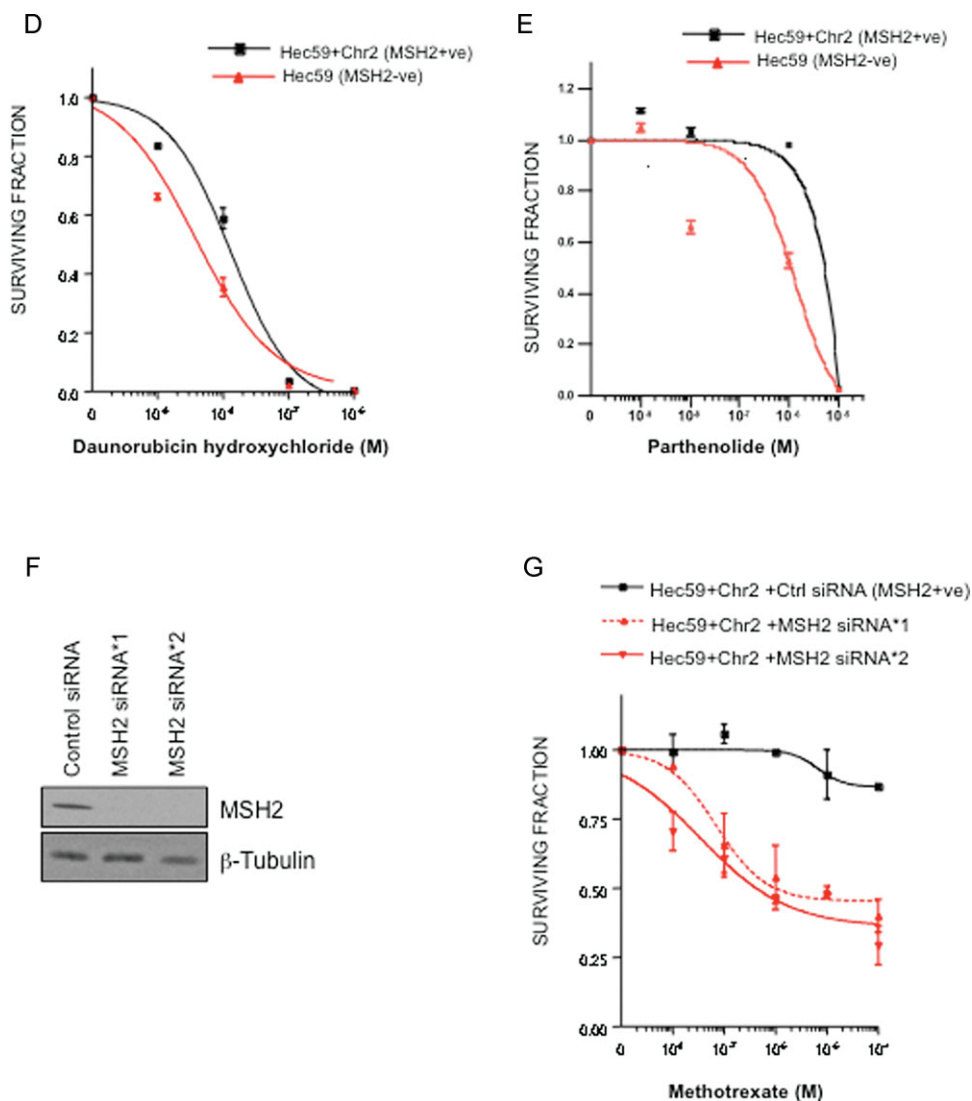 D
Hec59+Chr2 (MSH2+ve)
Hec59 (MSH2-ve)
1.0
0.8
0.6
0.4
0.2
0.0
SURVIVING FRACTION
0
10⁻⁷
Daunorubicin hydroxychloride (M)
E
Hec59+Chr2 (MSH2+ve)
Hec59 (MSH2-ve)
1.2
1.0
0.8
0.6
0.4
0.2
0.0
SURVIVING FRACTION
0
10⁻⁷
Parthenolide (M)
F
Control siRNA
MSH2 siRNA*1
MSH2 siRNA*2
MSH2
β-Tubulin
G
Hec59+Chr2 +Ctrl siRNA (MSH2+ve)
Hec59+Chr2 +MSH2 siRNA*1
Hec59+Chr2 +MSH2 siRNA*2
1.00
0.75
0.50
0.25
0.00
SURVIVING FRACTION
0
Methotrexate (M)